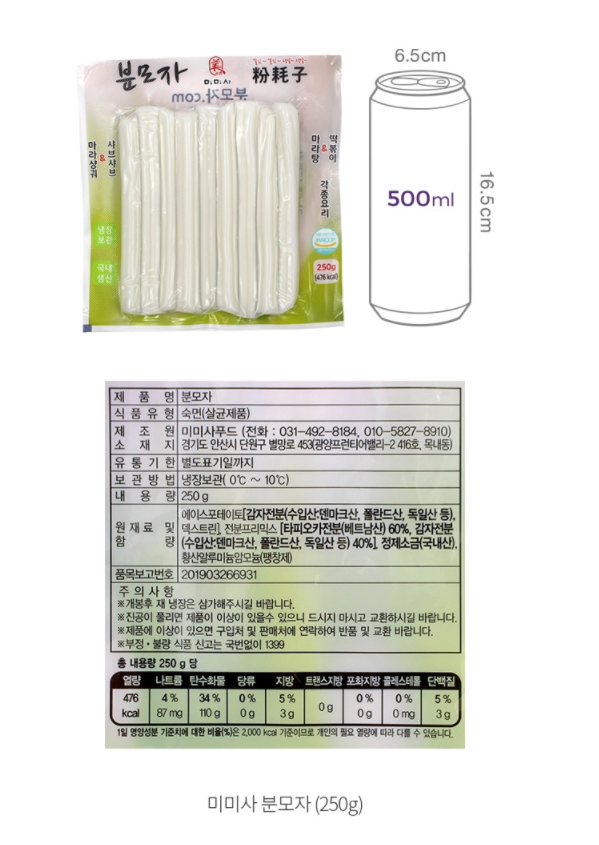 6.5cm
분모자
美
미미사
粉耗子
분모자.com
샤브샤브
&
마라샹궈
떡볶이
&
마라탕
각종요리
냉장
보관
국내
생산
HACCP
250g
(476 kcal)
500ml
16.5cm
제 품 명 분모자
식 품 유 형 숙면(살균제품)
제 조 원 미미사푸드 (전화 : 031-492-8184, 010-5827-8910)
소 재 지 경기도 안산시 단원구 별망로 453(광양프런티어밸리-2 416호, 목내동)
유 통 기 한 별도표기일까지
보 관 방 법 냉장보관( 0℃ ~ 10℃)
내 용 량 250 g
원 재 료 및 함 량 에이스포테이토[감자전분(수입산:덴마크산, 폴란드산, 독일산 등),
덱스트린], 전분프리믹스 [타피오카전분(베트남산) 60%, 감자전분
(수입산:덴마크산, 폴란드산, 독일산 등) 40%], 정제소금(국내산),
황산알루미늄암모늄(팽창제)
품목보고번호 201903266931
주 의 사 항
※개봉후 재 냉장은 삼가해주시길 바랍니다.
※진공이 풀리면 제품이 이상이 있을수 있으니 드시지 마시고 교환하시길 바랍니다.
※제품에 이상이 있으면 구입처 및 판매처에 연락하여 반품 및 교환 바랍니다.
※부정·불량 식품 신고는 국번없이 1399
총 내용량 250 g 당
열량 나트륨 탄수화물 당류 지방 트랜스지방 포화지방 콜레스테롤 단백질
476 4 % 34 % 0 % 5 % 0 g 0 % 0 % 5 %
kcal 87 mg 110 g 0 g 3 g 0 g 0 mg 3 g
1일 영양성분 기준치에 대한 비율(%)은 2,000 kcal 기준이므로 개인의 필요 열량에 따라 다를 수 있습니다.
미미사 분모자 (250g)